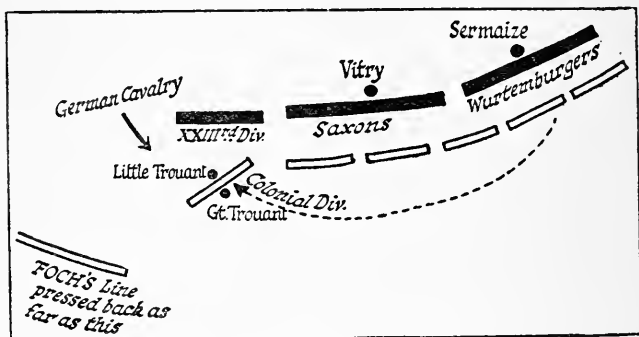 Sermaize
Vitry
German Cavalry
Wurtemburgers
XXIIIrd Div.
Saxons
Little Trouant
Colonial Div.
Gt. Trouant
FOCH'S Line
pressed back as
far as this